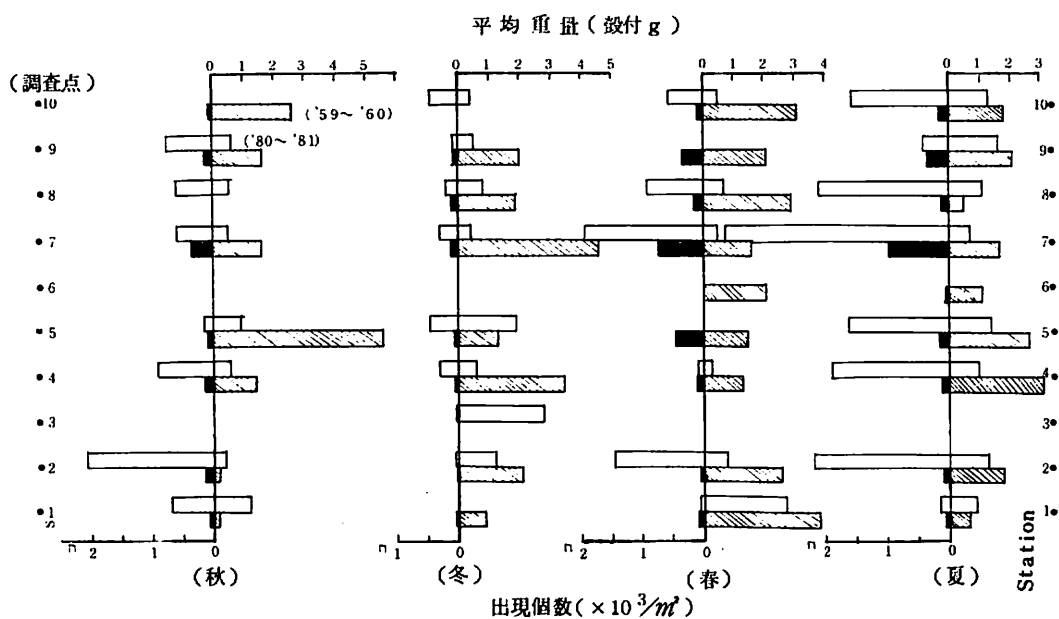 平均重量(殻付g)
0 1 2 3 4 5
0 1 2 3 4 5
0 1 2 3 4
0 1 2 3
(調査点)
•10 10•
('59~'60)
('80~'81)
•9 9•
•8 8•
•7 7•
•6 6•
•5 5•
•4 4•
•3 3•
•2 2•
•1 1•
S
Station
n 2 1 0
n 1 0
n 2 1 0
n 2 1 0
(秋) (冬) (春) (夏)
出現個数(×10³/m²)